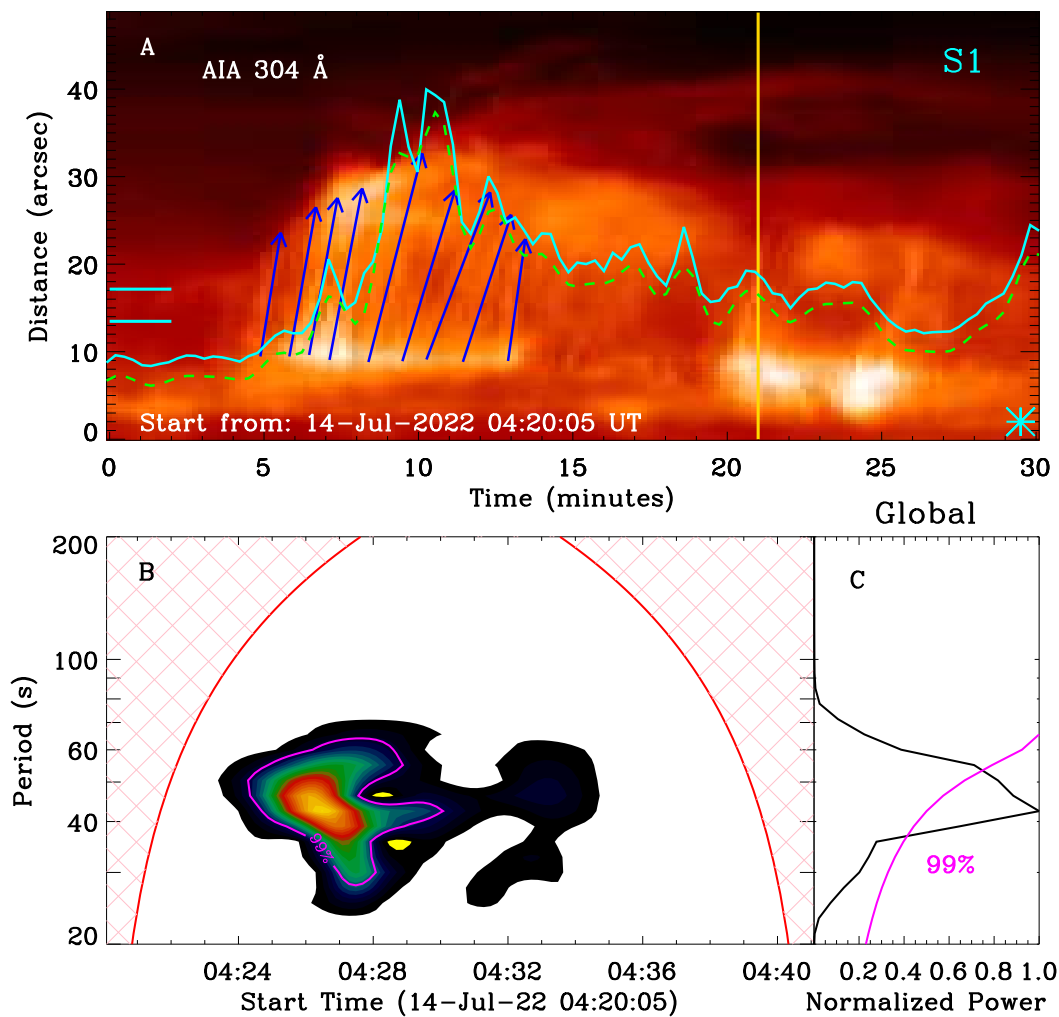 A
AIA 304 Å
S1
40
30
20
10
0
Distance (arcsec)
Start from: 14-Jul-2022 04:20:05 UT
0 5 10 15 20 25 30
Time (minutes)
Global
200
100
60
40
20
Period (s)
B
C
99%
99%
04:24 04:28 04:32 04:36 04:40
0.2 0.4 0.6 0.8 1.0
Start Time (14-Jul-22 04:20:05)
Normalized Power